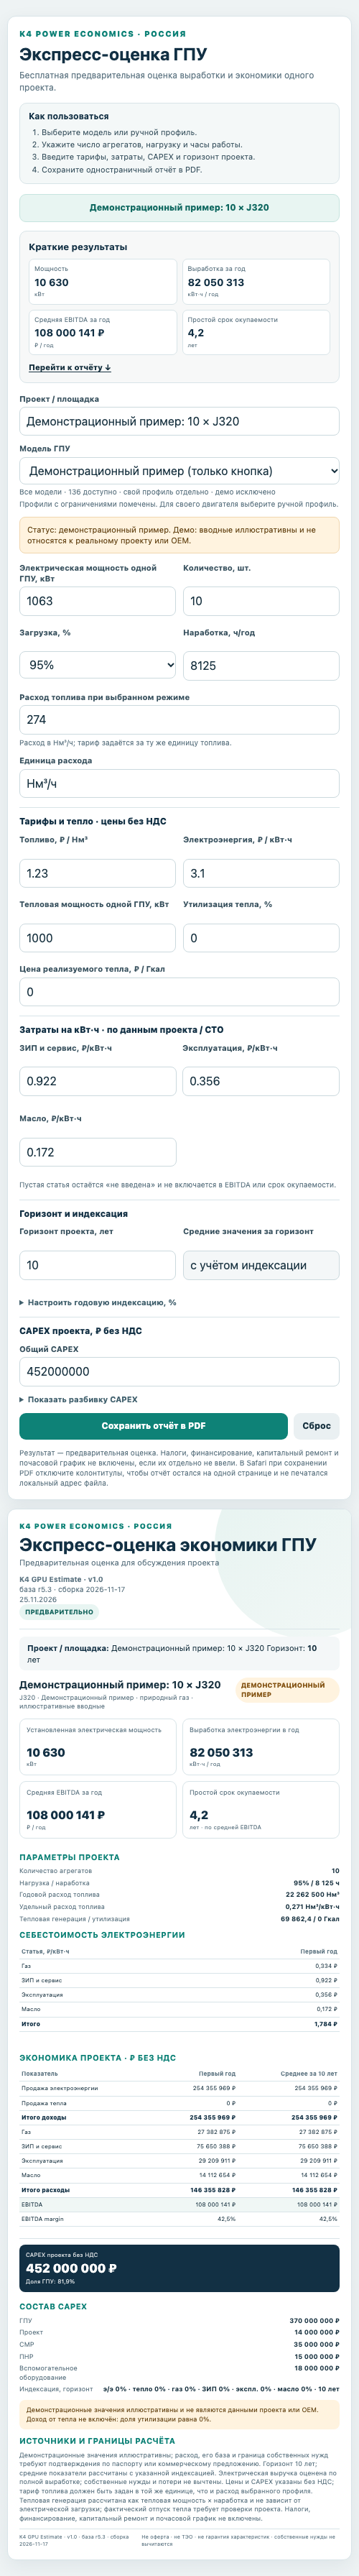 K4 POWER ECONOMICS · РОССИЯ
Экспресс-оценка ГПУ
Бесплатная предварительная оценка выработки и экономики одного
проекта.
Как пользоваться
1. Выберите модель или ручной профиль.
2. Укажите число агрегатов, нагрузку и часы работы.
3. Введите тарифы, затраты, CAPEX и горизонт проекта.
4. Сохраните одностраничный отчёт в PDF.
Демонстрационный пример: 10 × J320
Краткие результаты
Мощность
10 630
кВт
Выработка за год
82 050 313
кВт·ч / год
Средняя EBITDA за год
108 000 141 ₽
₽ / год
Простой срок окупаемости
4,2
лет
Перейти к отчёту ↓
Проект / площадка
Демонстрационный пример: 10 × J320
Модель ГПУ
Демонстрационный пример (только кнопка)
Все модели · 136 доступно · свой профиль отдельно · демо исключено
Профили с ограничениями помечены. Для своего двигателя выберите ручной профиль.
Статус: демонстрационный пример. Демо: вводные иллюстративны и не
относятся к реальному проекту или OEM.
Электрическая мощность одной
ГПУ, кВт
1063
Количество, шт.
10
Загрузка, %
95%
Наработка, ч/год
8125
Расход топлива при выбранном режиме
274
Расход в Нм³/ч; тариф задаётся за ту же единицу топлива.
Единица расхода
Нм³/ч
Тарифы и тепло · цены без НДС
Топливо, ₽ / Нм³
1.23
Электроэнергия, ₽ / кВт·ч
3.1
Тепловая мощность одной ГПУ, кВт
1000
Утилизация тепла, %
0
Цена реализуемого тепла, ₽ / Гкал
0
Затраты на кВт·ч · по данным проекта / СТО
ЗИП и сервис, ₽/кВт·ч
0.922
Эксплуатация, ₽/кВт·ч
0.356
Масло, ₽/кВт·ч
0.172
Пустая статья остаётся «не введена» и не включается в EBITDA или срок окупаемости.
Горизонт и индексация
Горизонт проекта, лет
10
Средние значения за горизонт
с учётом индексации
▶ Настроить годовую индексацию, %
CAPEX проекта, ₽ без НДС
Общий CAPEX
452000000
▶ Показать разбивку CAPEX
Сохранить отчёт в PDF
Сброс
Результат — предварительная оценка. Налоги, финансирование, капитальный ремонт и
почасовой график не включены, если их отдельно не ввели. В Safari при сохранении
PDF отключите колонтитулы, чтобы отчёт остался на одной странице и не печатался
локальный адрес файла.
K4 POWER ECONOMICS · РОССИЯ
Экспресс-оценка экономики ГПУ
Предварительная оценка для обсуждения проекта
K4 GPU Estimate · v1.0
база r5.3 · сборка 2026-11-17
25.11.2026
ПРЕДВАРИТЕЛЬНО
Проект / площадка: Демонстрационный пример: 10 × J320 Горизонт: 10
лет
Демонстрационный пример: 10 × J320
J320 · Демонстрационный пример · природный газ ·
иллюстративные вводные
ДЕМОНСТРАЦИОННЫЙ
ПРИМЕР
Установленная электрическая мощность
10 630
кВт
Выработка электроэнергии в год
82 050 313
кВт·ч / год
Средняя EBITDA за год
108 000 141 ₽
₽ / год
Простой срок окупаемости
4,2
лет · по средней EBITDA
ПАРАМЕТРЫ ПРОЕКТА
Количество агрегатов 10
Нагрузка / наработка 95% / 8 125 ч
Годовой расход топлива 22 262 500 Нм³
Удельный расход топлива 0,271 Нм³/кВт·ч
Тепловая генерация / утилизация 69 862,4 / 0 Гкал
СЕБЕСТОИМОСТЬ ЭЛЕКТРОЭНЕРГИИ
Статья, ₽/кВт·ч Первый год
Газ 0,334 ₽
ЗИП и сервис 0,922 ₽
Эксплуатация 0,356 ₽
Масло 0,172 ₽
Итого 1,784 ₽
ЭКОНОМИКА ПРОЕКТА · ₽ БЕЗ НДС
Показатель Первый год Среднее за 10 лет
Продажа электроэнергии 254 355 969 ₽ 254 355 969 ₽
Продажа тепла 0 ₽ 0 ₽
Итого доходы 254 355 969 ₽ 254 355 969 ₽
Газ 27 382 875 ₽ 27 382 875 ₽
ЗИП и сервис 75 650 388 ₽ 75 650 388 ₽
Эксплуатация 29 209 911 ₽ 29 209 911 ₽
Масло 14 112 654 ₽ 14 112 654 ₽
Итого расходы 146 355 828 ₽ 146 355 828 ₽
EBITDA 108 000 141 ₽ 108 000 141 ₽
EBITDA margin 42,5% 42,5%
CAPEX проекта без НДС
452 000 000 ₽
Доля ГПУ: 81,9%
СОСТАВ CAPEX
ГПУ 370 000 000 ₽
Проект 14 000 000 ₽
СМР 35 000 000 ₽
ПНР 15 000 000 ₽
Вспомогательное
оборудование 18 000 000 ₽
Индексация, горизонт э/э 0% · тепло 0% · газ 0% · ЗИП 0% · экспл. 0% · масло 0% · 10 лет
Демонстрационные значения иллюстративны и не являются данными проекта или OEM.
Доход от тепла не включён: доля утилизации равна 0%.
ИСТОЧНИКИ И ГРАНИЦЫ РАСЧЁТА
Демонстрационные значения иллюстративны; расход, его база и граница собственных нужд
требуют подтверждения по паспорту или коммерческому предложению. Горизонт 10 лет;
средние показатели рассчитаны с указанной индексацией. Электрическая выручка оценена по
полной выработке; собственные нужды и потери не вычтены. Цены и CAPEX указаны без НДС;
тариф топлива должен быть задан в той же единице, что и расход выбранного профиля.
Тепловая генерация рассчитана как тепловая мощность × наработка и не зависит от
электрической загрузки; фактический отпуск тепла требует проверки проекта. Налоги,
финансирование, капитальный ремонт и почасовой график не включены.
K4 GPU Estimate · v1.0 · база r5.3 · сборка
2026-11-17
Не оферта · не ТЭО · не гарантия характеристик · собственные нужды не
вычитаются